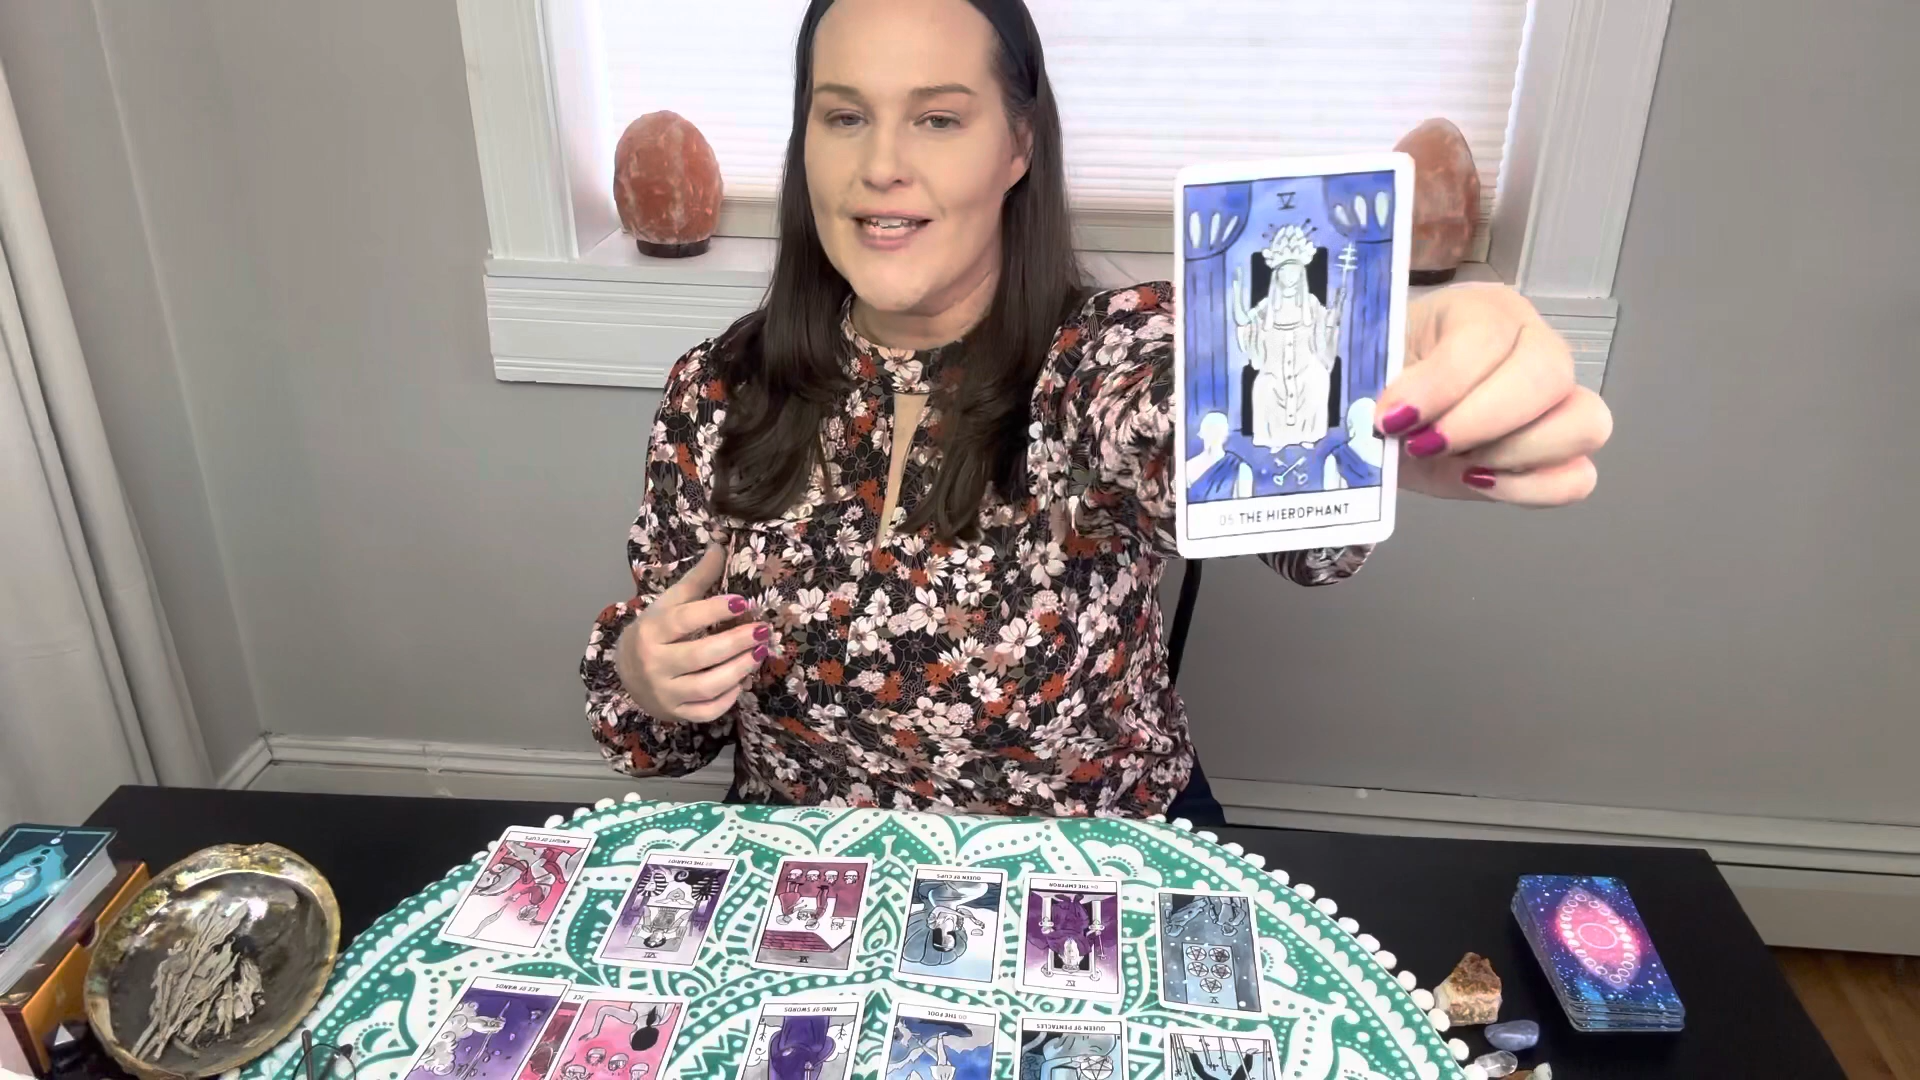 V
05 THE HIEROPHANT
KNIGHT OF CUPS
07 THE CHARIOT
VII
VI
QUEEN OF CUPS
04 THE EMPEROR
IV
V
ACE OF WANDS
KING OF SWORDS
00 THE FOOL
QUEEN OF PENTACLES